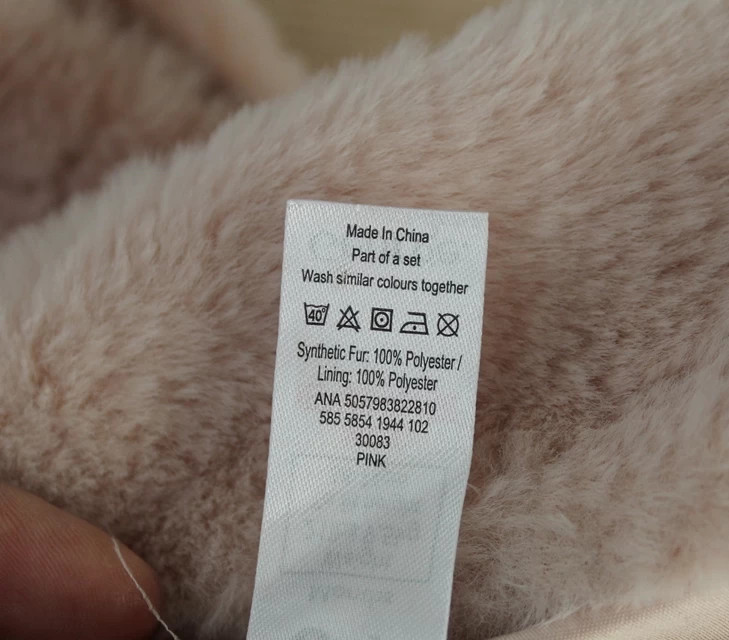 Made In China
Part of a set
Wash similar colours together
40°
Synthetic Fur: 100% Polyester /
Lining: 100% Polyester
ANA 5057983822810
585 5854 1944 102
30083
PINK